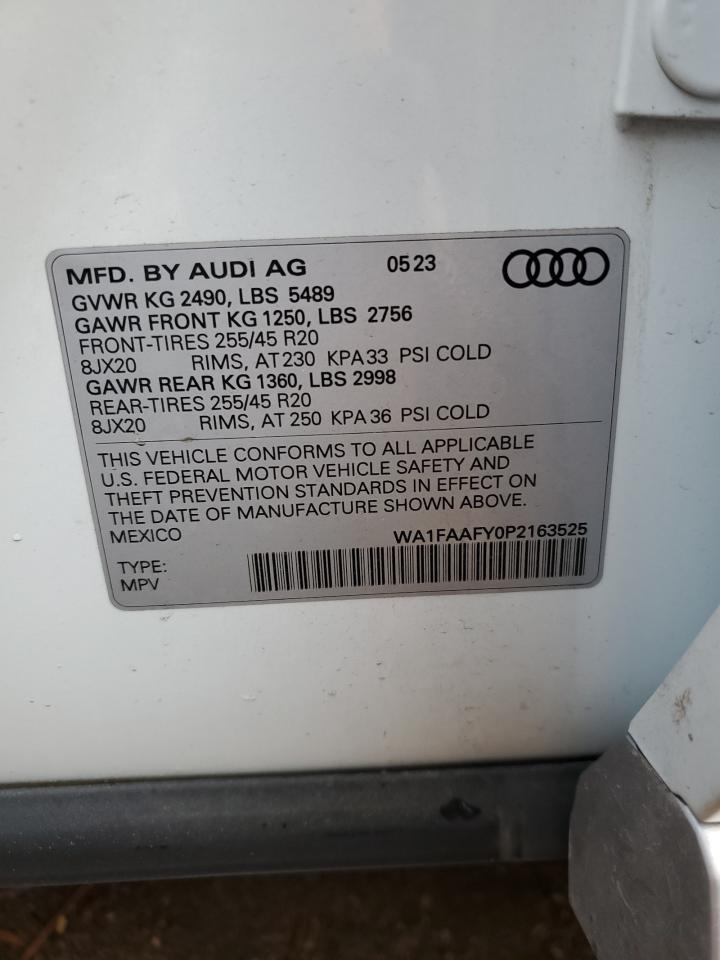 MFD. BY AUDI AG 0523
GVWR KG 2490, LBS 5489
GAWR FRONT KG 1250, LBS 2756
FRONT-TIRES 255/45 R20
8JX20 RIMS, AT 230 KPA 33 PSI COLD
GAWR REAR KG 1360, LBS 2998
REAR-TIRES 255/45 R20
8JX20 RIMS, AT 250 KPA 36 PSI COLD
THIS VEHICLE CONFORMS TO ALL APPLICABLE
U.S. FEDERAL MOTOR VEHICLE SAFETY AND
THEFT PREVENTION STANDARDS IN EFFECT ON
THE DATE OF MANUFACTURE SHOWN ABOVE.
MEXICO WA1FAAFY0P2163525
TYPE:
MPV